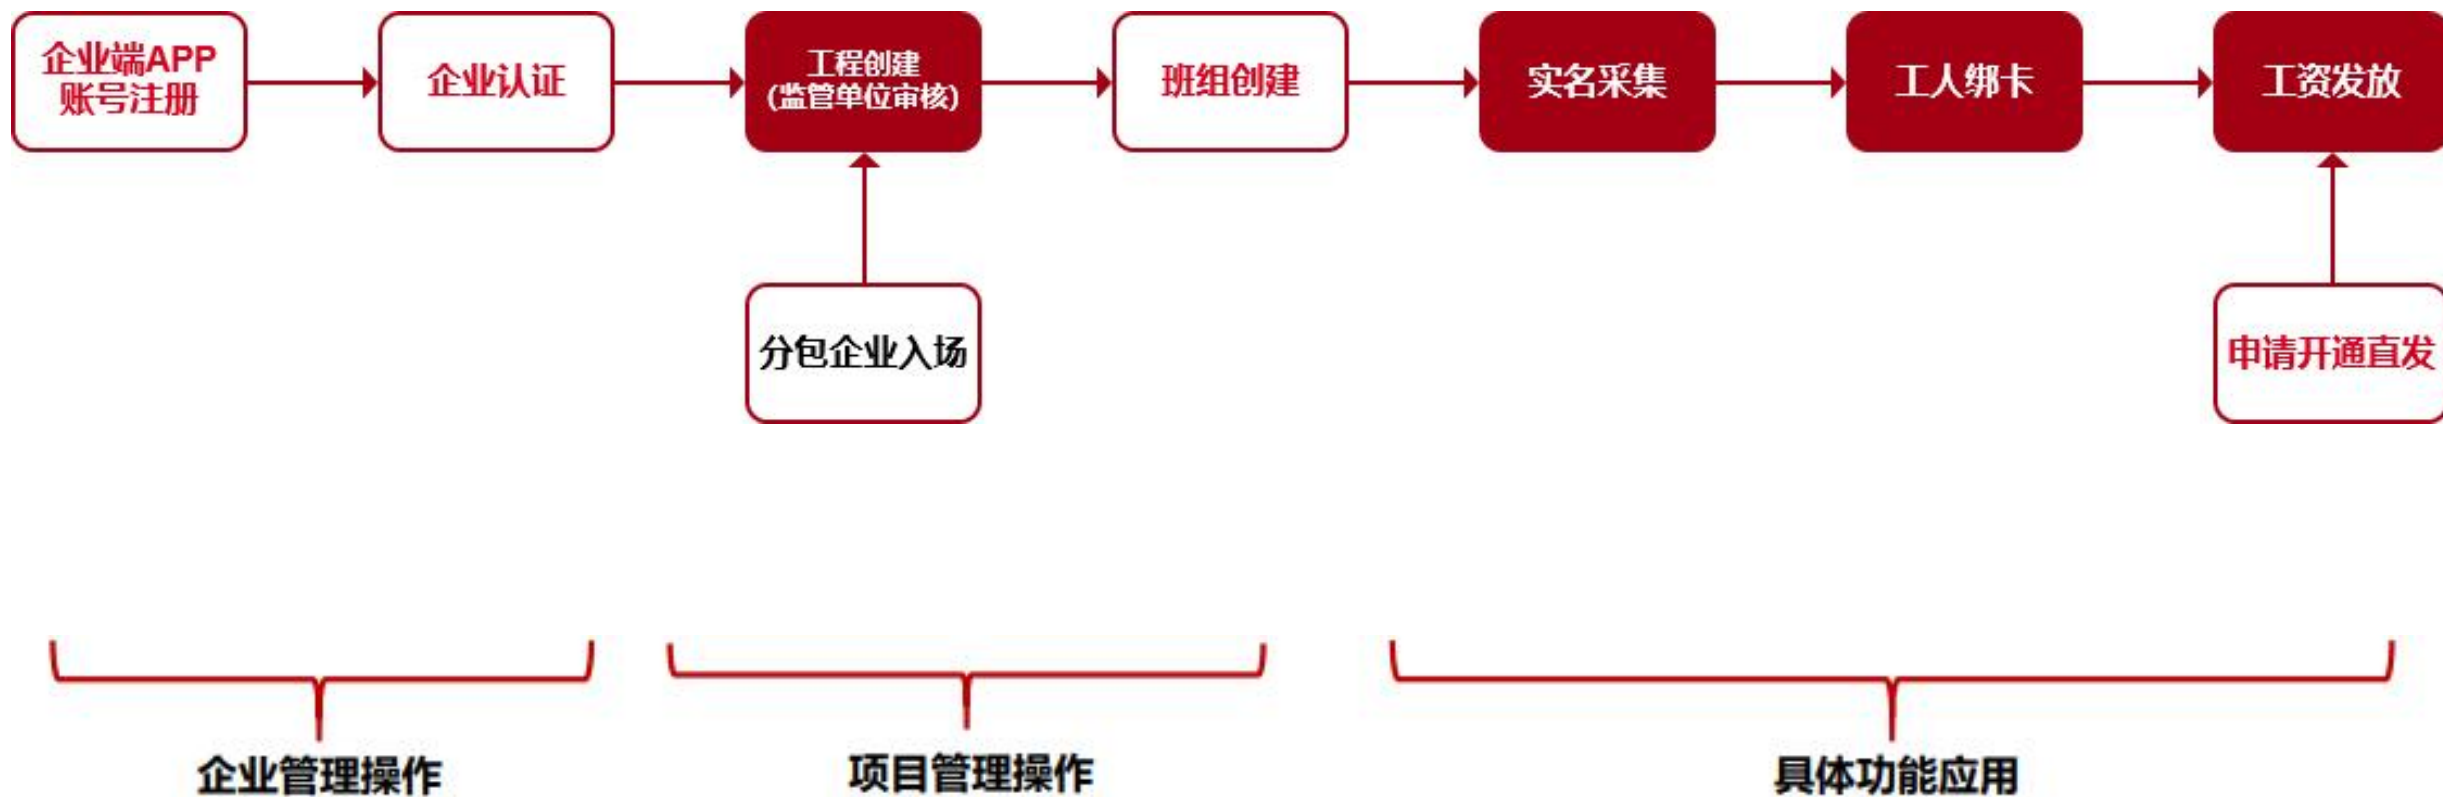 企业端APP
账号注册
企业认证
工程创建
(监管单位审核)
班组创建
实名采集
工人绑卡
工资发放
分包企业入场
申请开通直发
企业管理操作
项目管理操作
具体功能应用